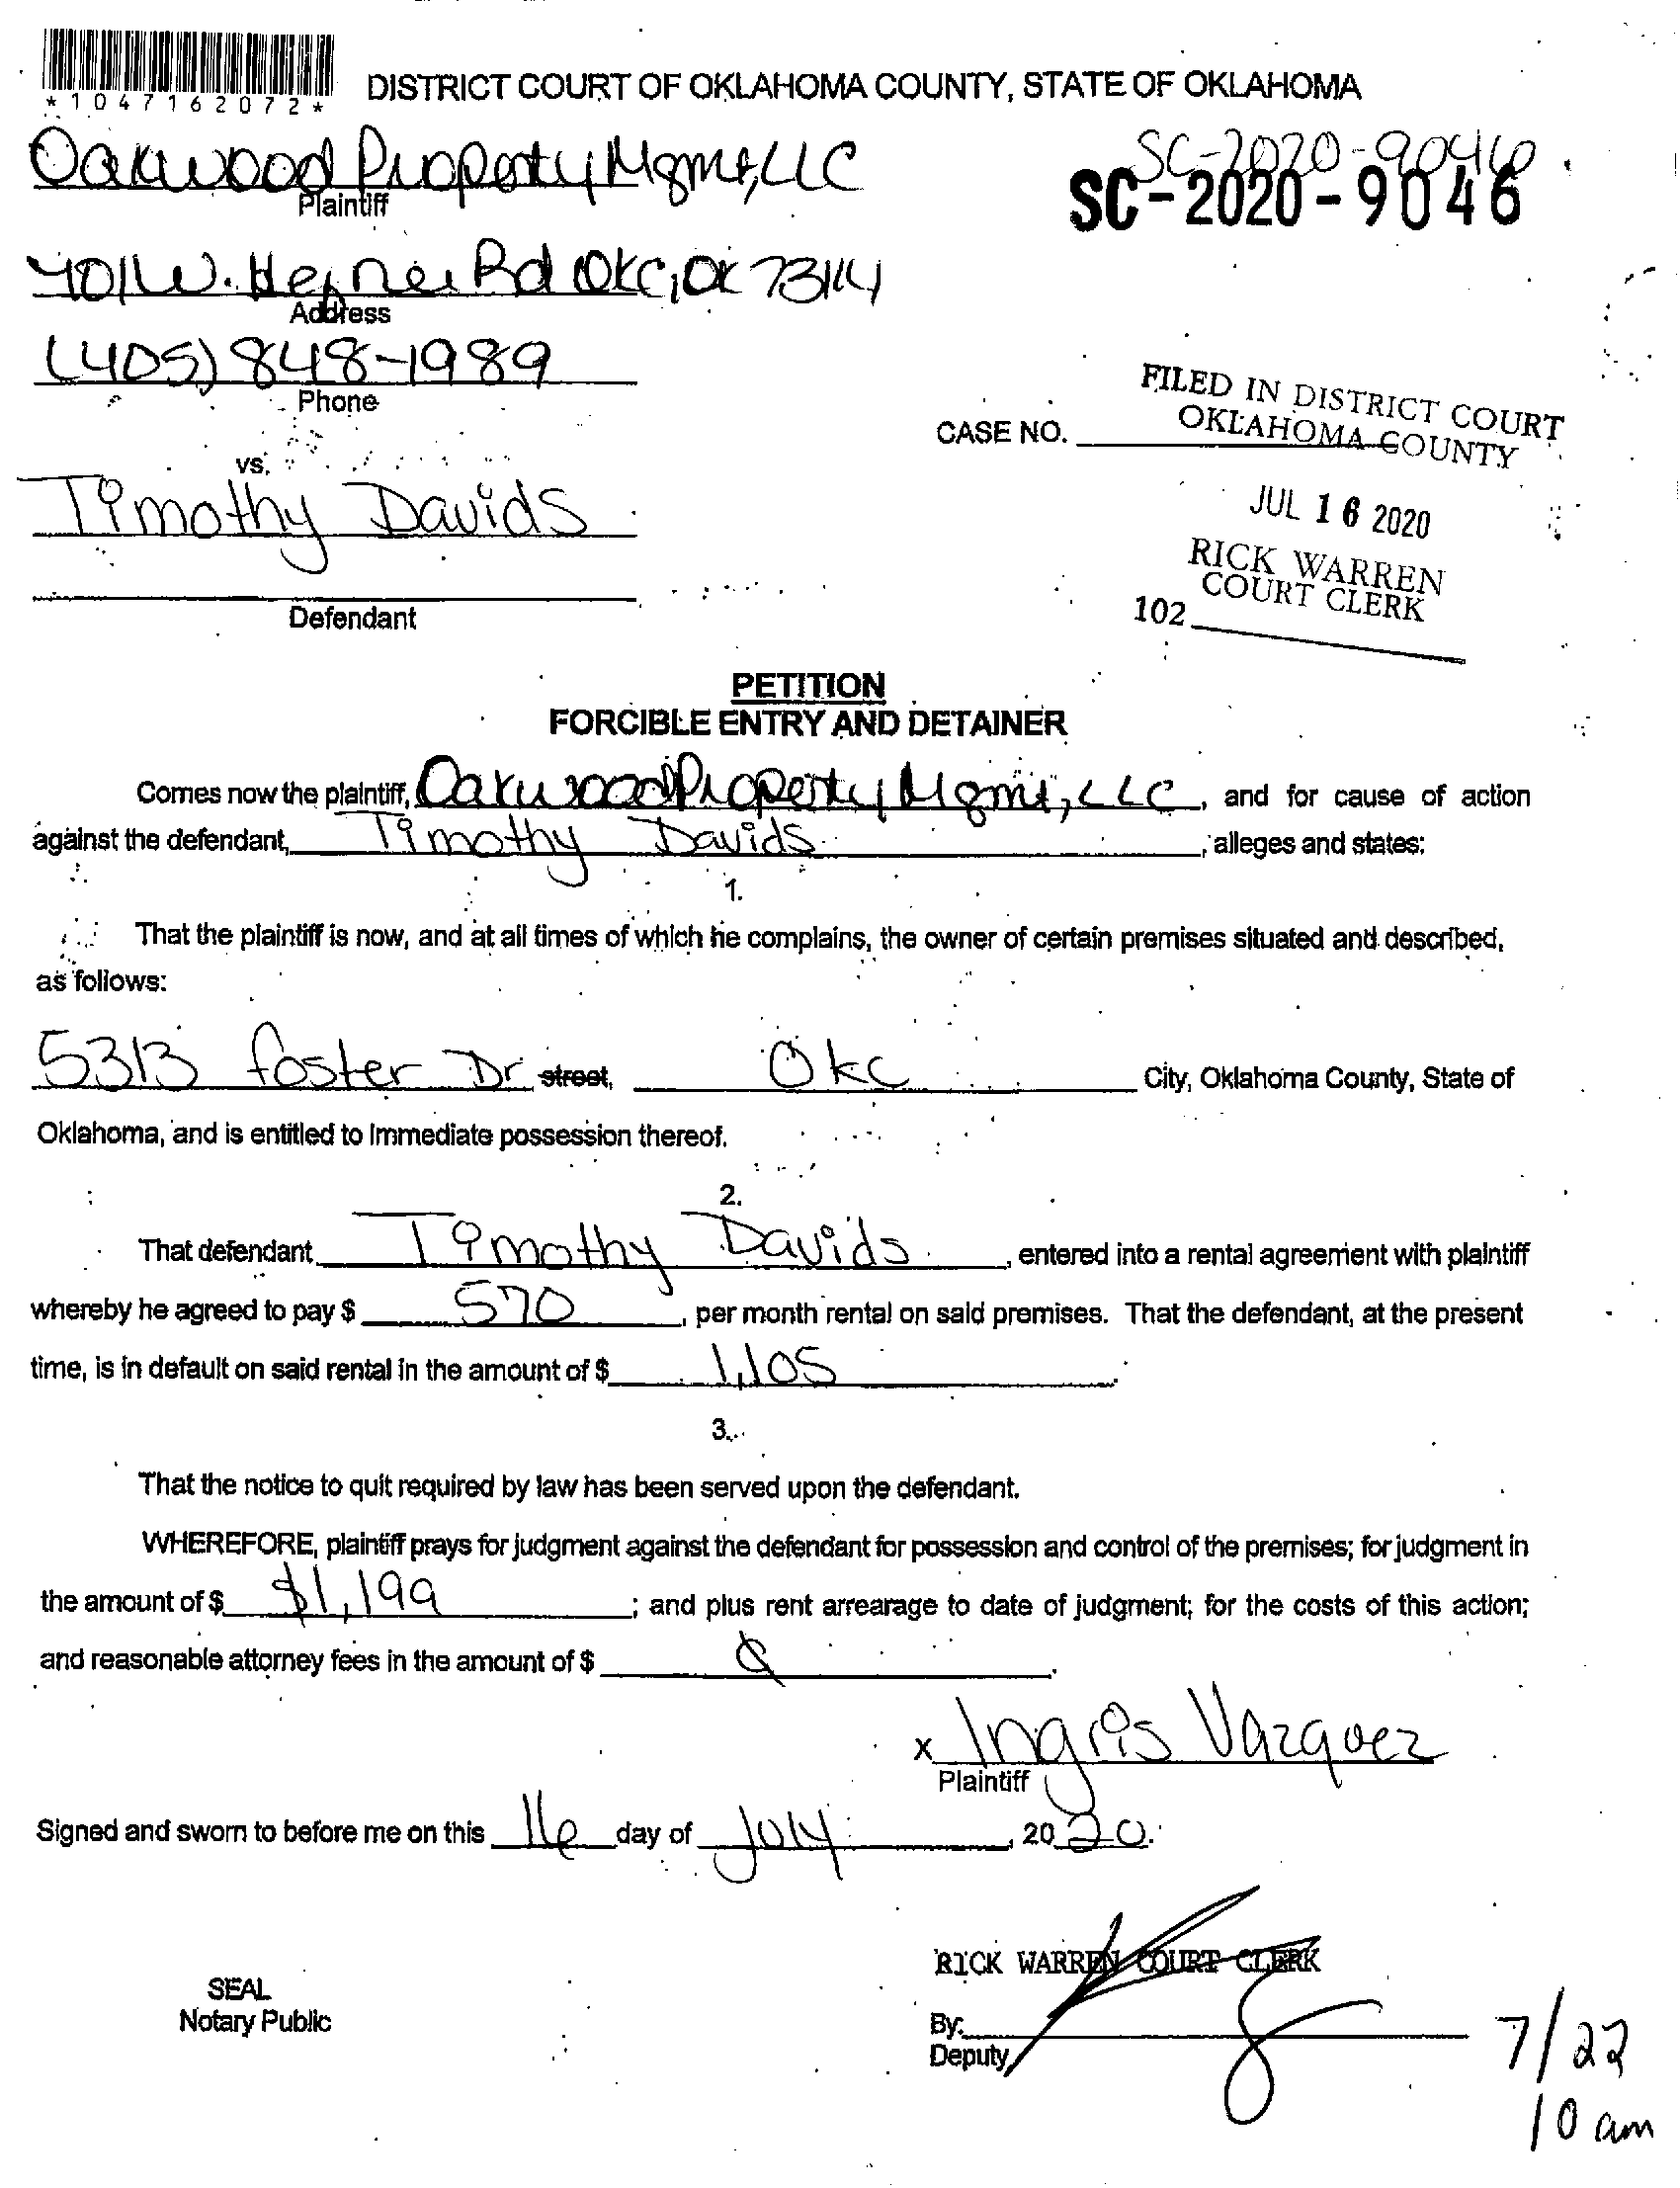 *1047162072*
DISTRICT COURT OF OKLAHOMA COUNTY, STATE OF OKLAHOMA
Oakwood Property Mgmt, LLC
Plaintiff
SC-2020-9046
SC-2020-9046
401 W. Hefner Rd OKC, OK 73114
Address
(405) 848-1989
Phone
FILED IN DISTRICT COURT
OKLAHOMA COUNTY
CASE NO.
vs.
Timothy Davids
JUL 16 2020
RICK WARREN
COURT CLERK
102
Defendant
PETITION
FORCIBLE ENTRY AND DETAINER
Comes now the plaintiff, Oakwood Property Mgmt, LLC, and for cause of action
against the defendant, Timothy Davids, alleges and states:
1.
That the plaintiff is now, and at all times of which he complains, the owner of certain premises situated and described,
as follows:
5313 Foster Dr street, Okc City, Oklahoma County, State of
Oklahoma, and is entitled to immediate possession thereof.
2.
That defendant, Timothy Davids, entered into a rental agreement with plaintiff
whereby he agreed to pay $ 570, per month rental on said premises. That the defendant, at the present
time, is in default on said rental in the amount of $ 1,105.
3.
That the notice to quit required by law has been served upon the defendant.
WHEREFORE, plaintiff prays for judgment against the defendant for possession and control of the premises; for judgment in
the amount of $ $1,199; and plus rent arrearage to date of judgment; for the costs of this action;
and reasonable attorney fees in the amount of $
x Ingris Vazquez
Plaintiff
Signed and sworn to before me on this 16 day of July, 2020.
RICK WARREN COURT CLERK
SEAL
Notary Public
By:
Deputy
7/22
10 am